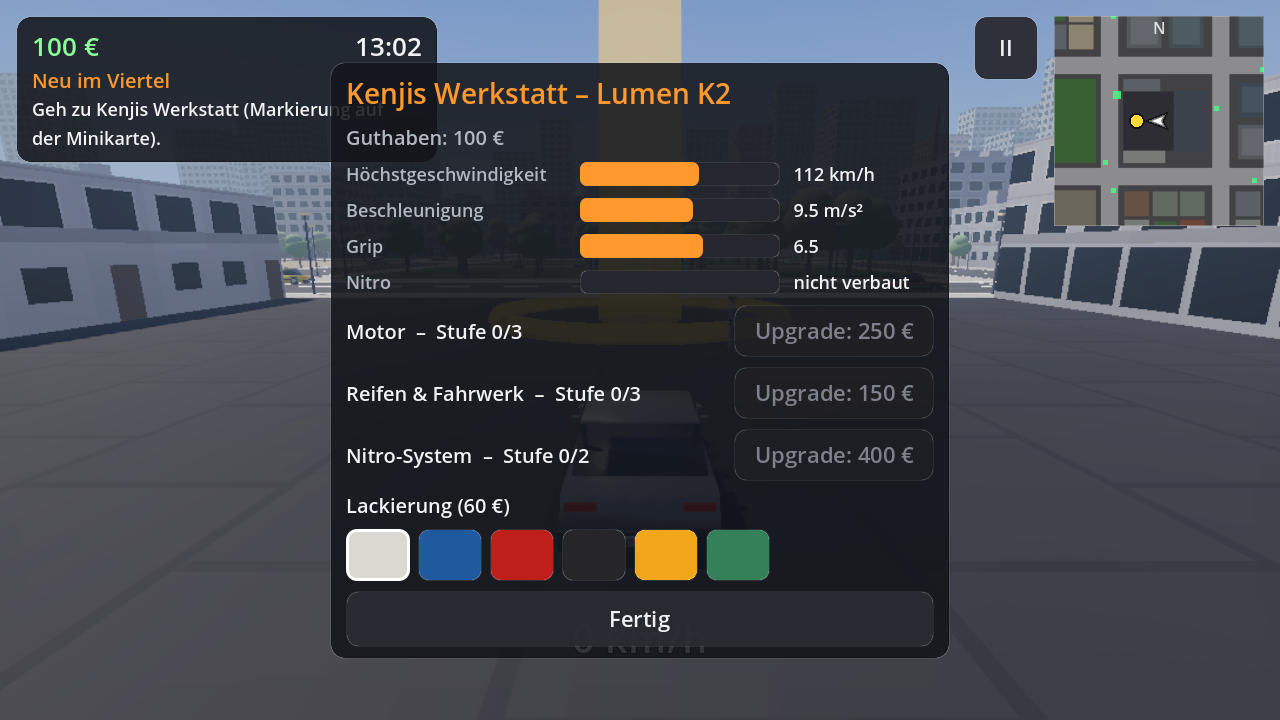 100 € 13:02
Neu im Viertel
Geh zu Kenjis Werkstatt (Markierung auf
der Minikarte).
N
Kenjis Werkstatt – Lumen K2
Guthaben: 100 €
Höchstgeschwindigkeit 112 km/h
Beschleunigung 9.5 m/s²
Grip 6.5
Nitro nicht verbaut
Motor – Stufe 0/3 Upgrade: 250 €
Reifen & Fahrwerk – Stufe 0/3 Upgrade: 150 €
Nitro-System – Stufe 0/2 Upgrade: 400 €
Lackierung (60 €)
Fertig
0 km/h